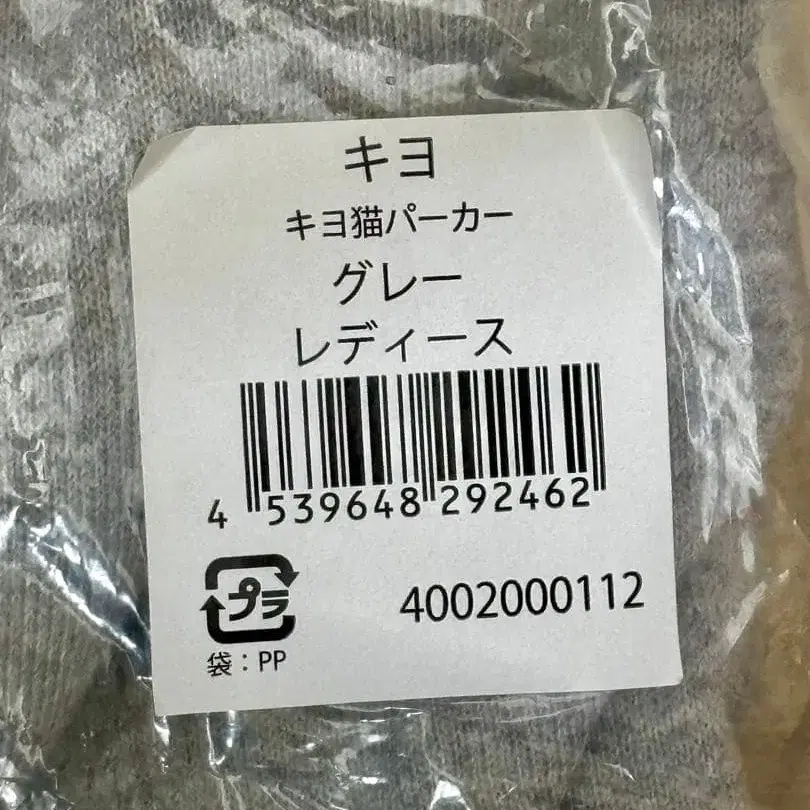 キヨ
キヨ猫パーカー
グレー
レディース
4 539648 292462
プラ
4002000112
袋：PP